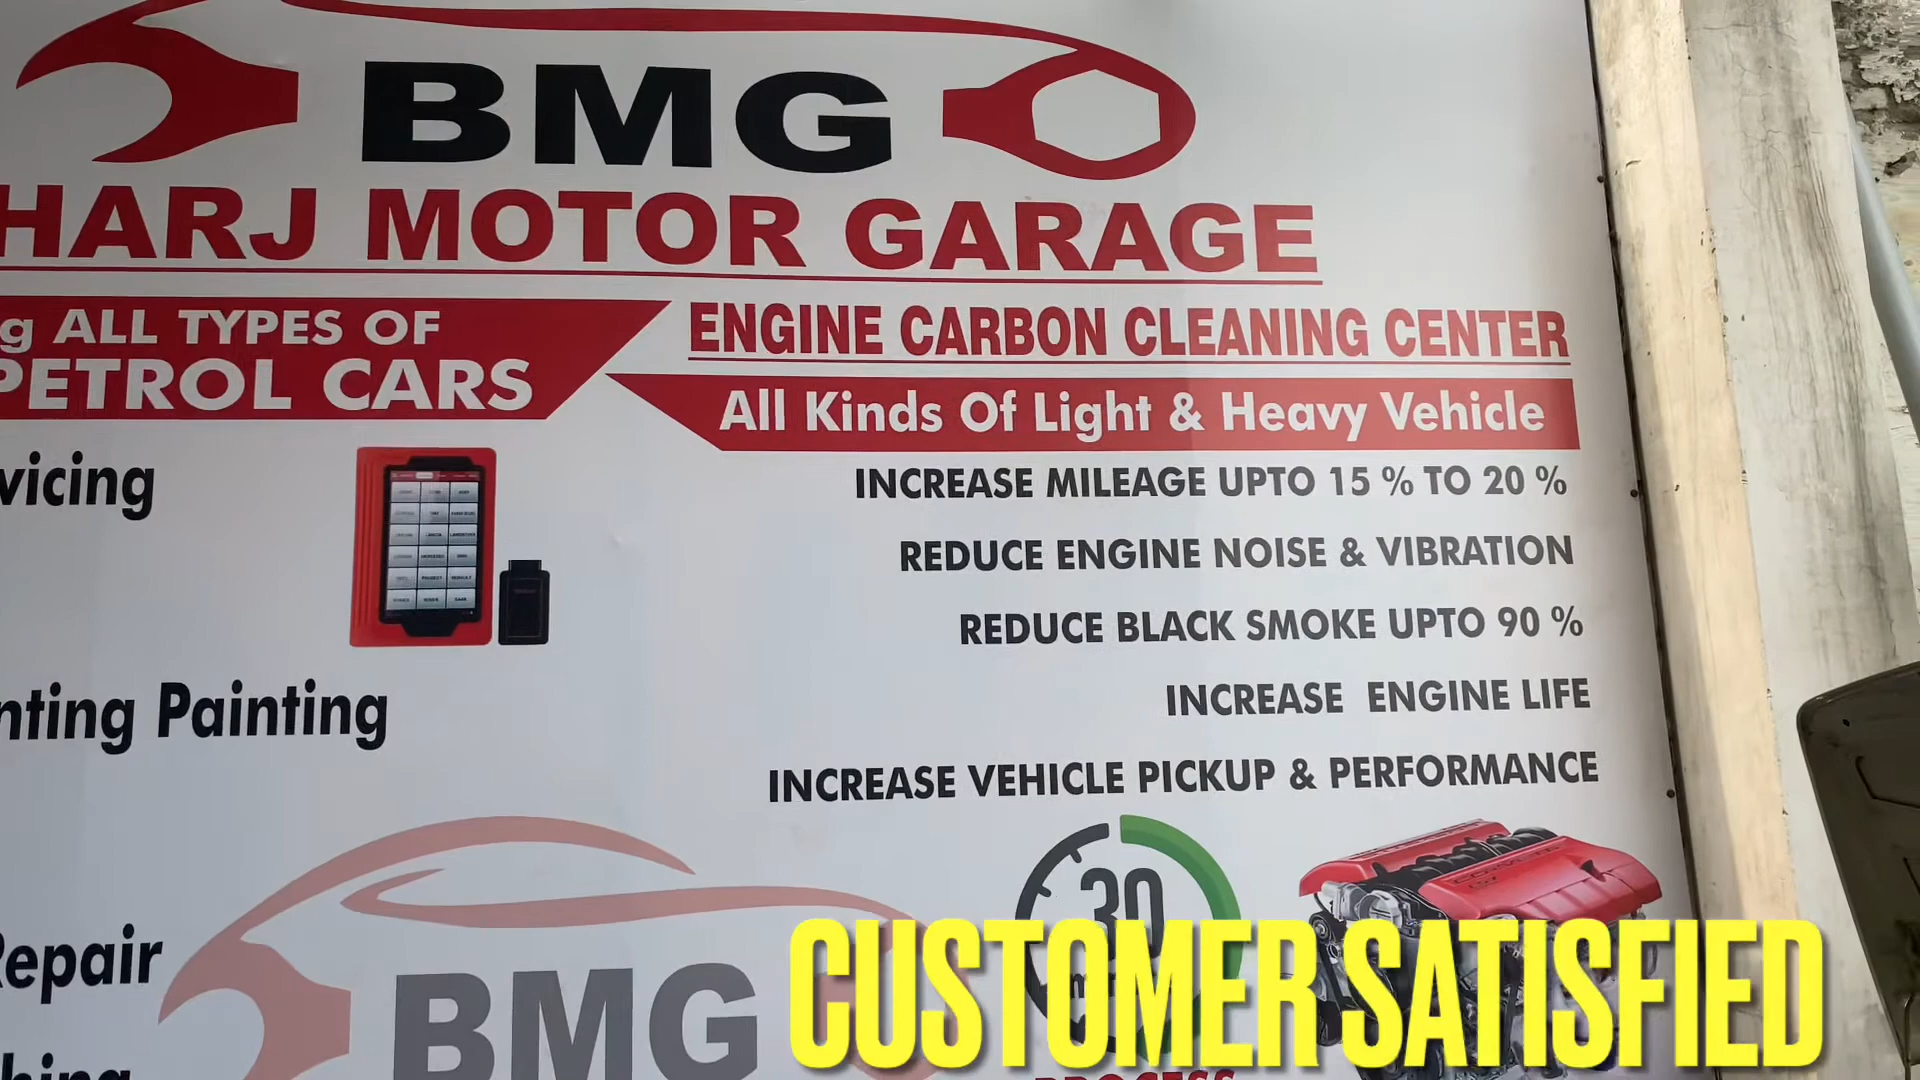 BMG
HARJ MOTOR GARAGE
g ALL TYPES OF
PETROL CARS
ENGINE CARBON CLEANING CENTER
All Kinds Of Light & Heavy Vehicle
vicing
INCREASE MILEAGE UPTO 15 % TO 20 %
REDUCE ENGINE NOISE & VIBRATION
REDUCE BLACK SMOKE UPTO 90 %
nting Painting
INCREASE  ENGINE LIFE
INCREASE VEHICLE PICKUP & PERFORMANCE
30
Repair
BMG
CUSTOMER SATISFIED
PROCESS